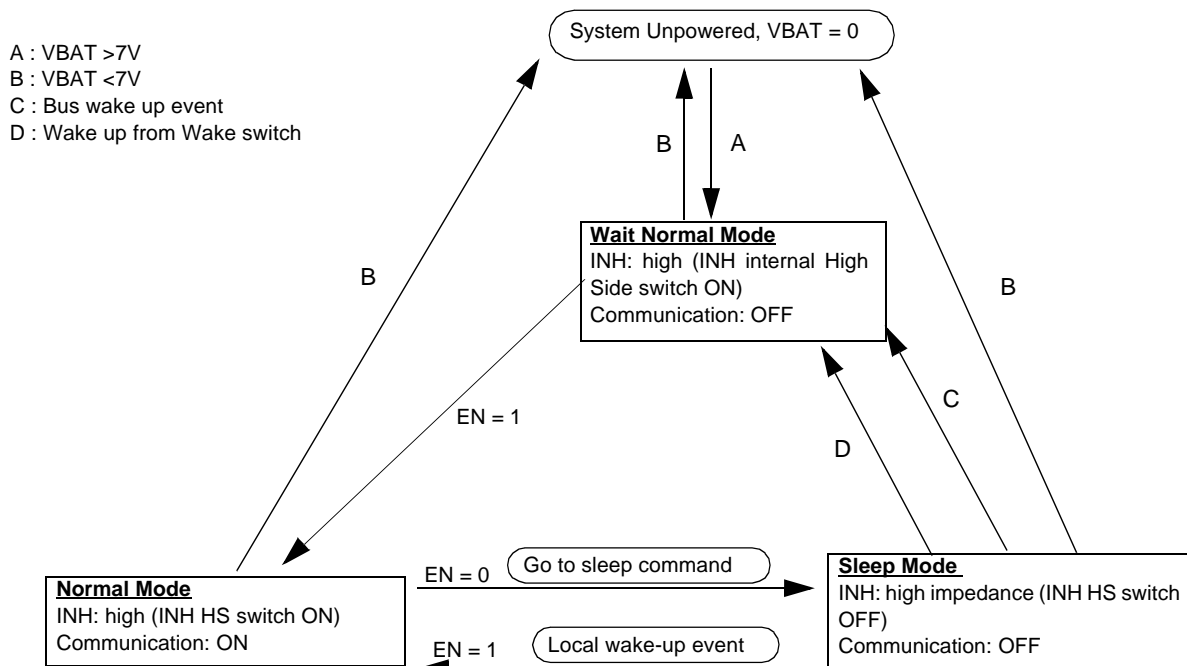 System Unpowered, VBAT = 0
A : VBAT >7V
B : VBAT <7V
C : Bus wake up event
D : Wake up from Wake switch
B
A
Wait Normal Mode
INH: high (INH internal High
Side switch ON)
Communication: OFF
B
B
EN = 1
C
D
Normal Mode
INH: high (INH HS switch ON)
Communication: ON
EN = 0
Go to sleep command
EN = 1
Local wake-up event
Sleep Mode
INH: high impedance (INH HS switch
OFF)
Communication: OFF